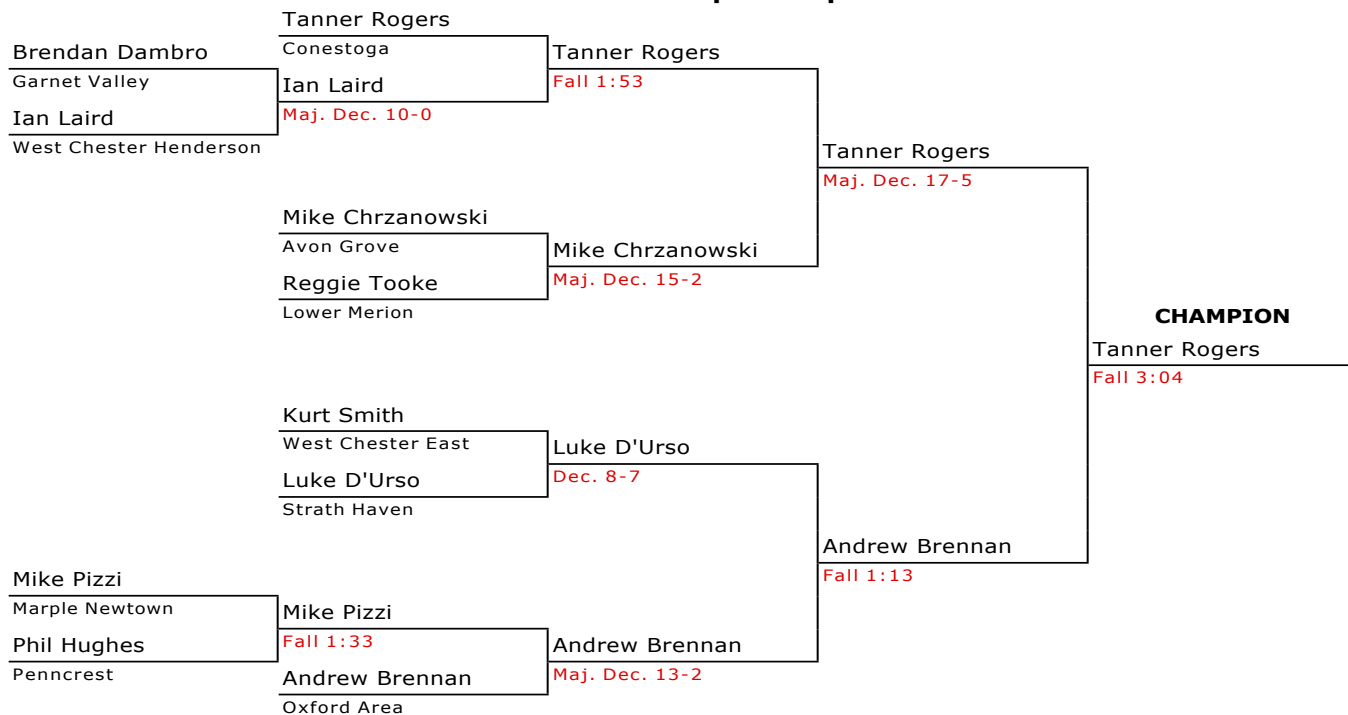 Tanner Rogers
Conestoga
Brendan Dambro
Garnet Valley
Ian Laird
West Chester Henderson
Ian Laird
Maj. Dec. 10-0
Tanner Rogers
Fall 1:53
Mike Chrzanowski
Avon Grove
Reggie Tooke
Lower Merion
Mike Chrzanowski
Maj. Dec. 15-2
Tanner Rogers
Maj. Dec. 17-5
CHAMPION
Tanner Rogers
Fall 3:04
Kurt Smith
West Chester East
Luke D'Urso
Strath Haven
Luke D'Urso
Dec. 8-7
Andrew Brennan
Fall 1:13
Mike Pizzi
Marple Newtown
Phil Hughes
Penncrest
Mike Pizzi
Fall 1:33
Andrew Brennan
Oxford Area
Andrew Brennan
Maj. Dec. 13-2